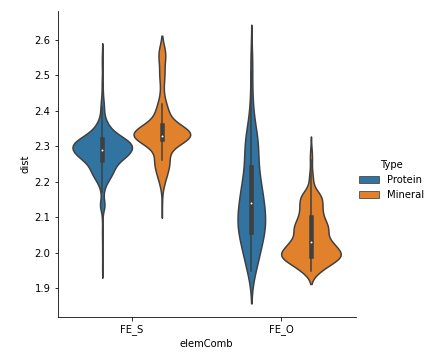 2.6
2.5
2.4
2.3
2.2
2.1
2.0
1.9
dist
FE_S
FE_O
elemComb
Type
Protein
Mineral